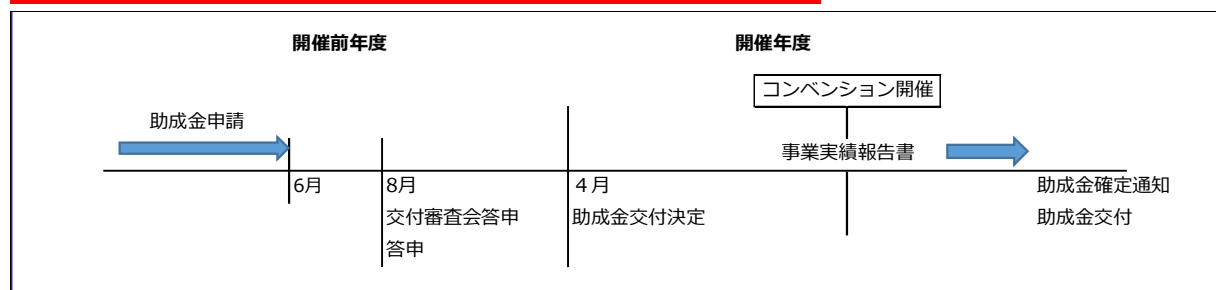 開催前年度
開催年度
コンベンション開催
助成金申請
事業実績報告書
6月
8月
４月
助成金確定通知
交付審査会答申
助成金交付決定
助成金交付
答申